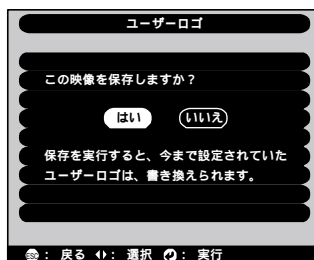 ユーザーロゴ
この映像を保存しますか？
はい いいえ
保存を実行すると、今まで設定されていた
ユーザーロゴは、書き換えられます。
： 戻る ： 選択 ： 実行